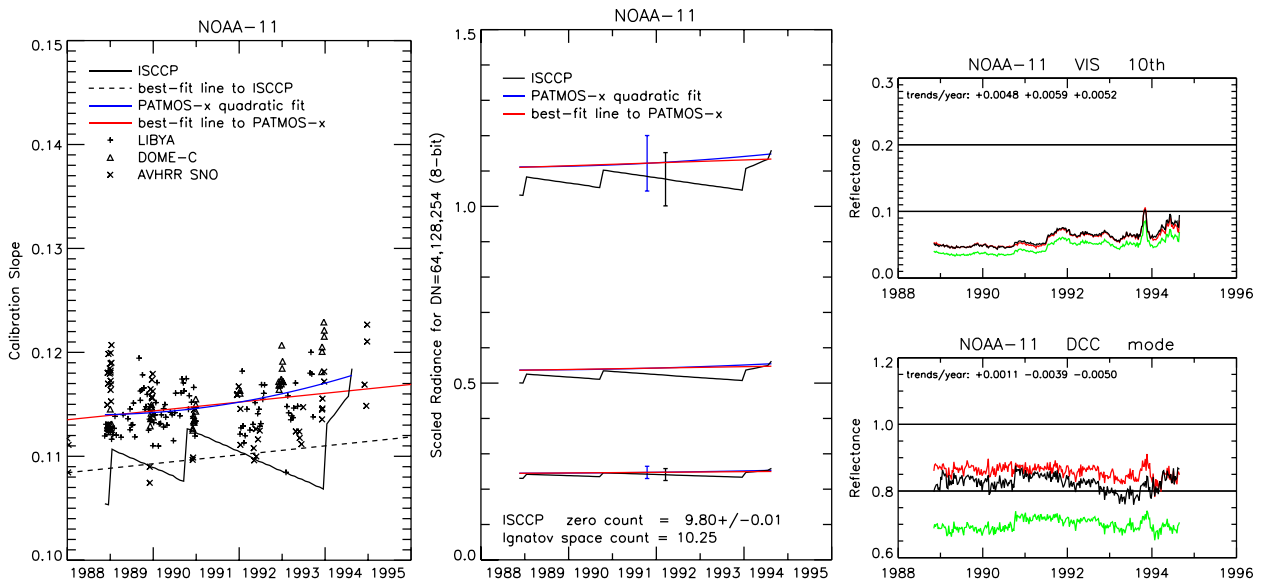 NOAA-11
0.15
0.14
0.13
0.12
0.11
0.10
Calibration Slope
ISCCP
best-fit line to ISCCP
PATMOS-x quadratic fit
best-fit line to PATMOS-x
LIBYA
DOME-C
AVHRR SNO
1988 1989 1990 1991 1992 1993 1994 1995
NOAA-11
1.5
1.0
0.5
0.0
Scaled Radiance for DN=64,128,254 (8-bit)
ISCCP
PATMOS-x quadratic fit
best-fit line to PATMOS-x
ISCCP zero count = 9.80+/-0.01
Ignatov space count = 10.25
1988 1989 1990 1991 1992 1993 1994 1995
NOAA-11 VIS 10th
0.3
0.2
0.1
0.0
Reflectance
trends/year: +0.0048 +0.0059 +0.0052
1988 1990 1992 1994 1996
NOAA-11 DCC mode
1.2
1.0
0.8
0.6
Reflectance
trends/year: +0.0011 -0.0039 -0.0050
1988 1990 1992 1994 1996